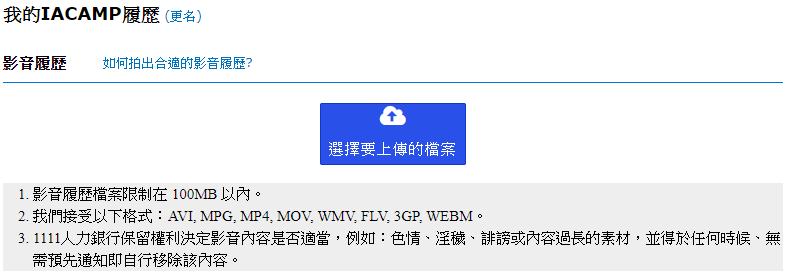 我的IACAMP履歷 (更名)
影音履歷 如何拍出合適的影音履歷?
選擇要上傳的檔案
1. 影音履歷檔案限制在 100MB 以內。
2. 我們接受以下格式：AVI, MPG, MP4, MOV, WMV, FLV, 3GP, WEBM。
3. 1111人力銀行保留權利決定影音內容是否適當，例如：色情、淫穢、誹謗或內容過長的素材，並得於任何時候、無
需預先通知即自行移除該內容。